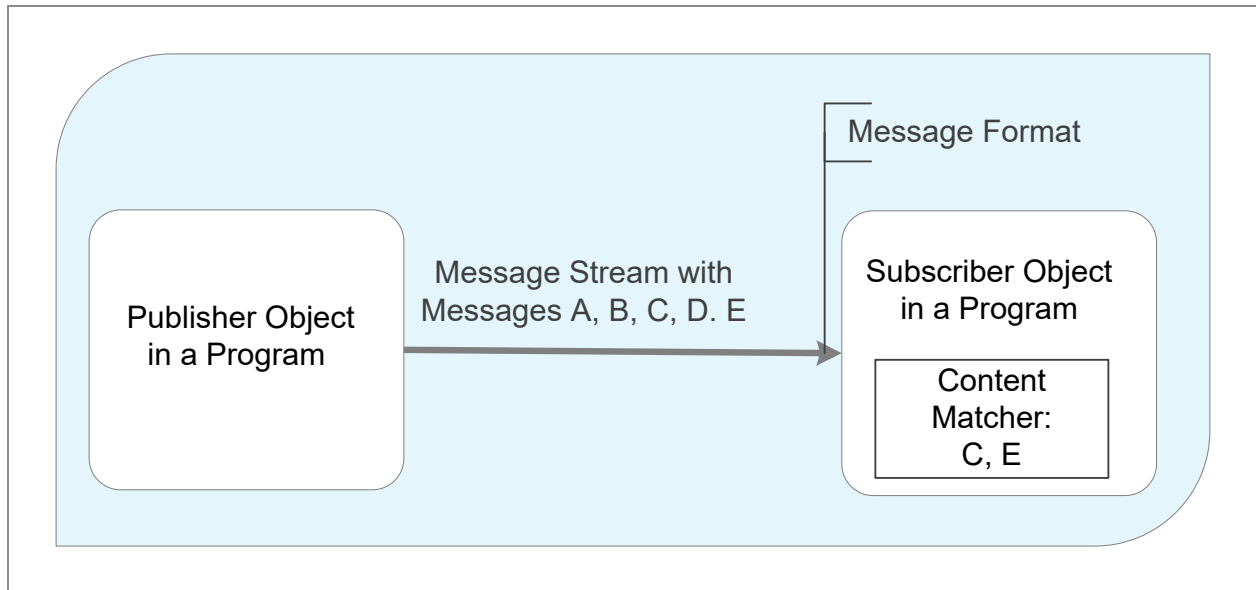 Message Format
Publisher Object
in a Program
Message Stream with
Messages A, B, C, D. E
Subscriber Object
in a Program
Content
Matcher:
C, E